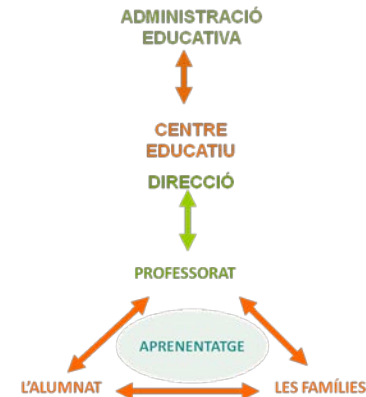 ADMINISTRACIÓ
EDUCATIVA
CENTRE
EDUCATIU
DIRECCIÓ
PROFESSORAT
APRENENTATGE
L'ALUMNAT
LES FAMÍLIES